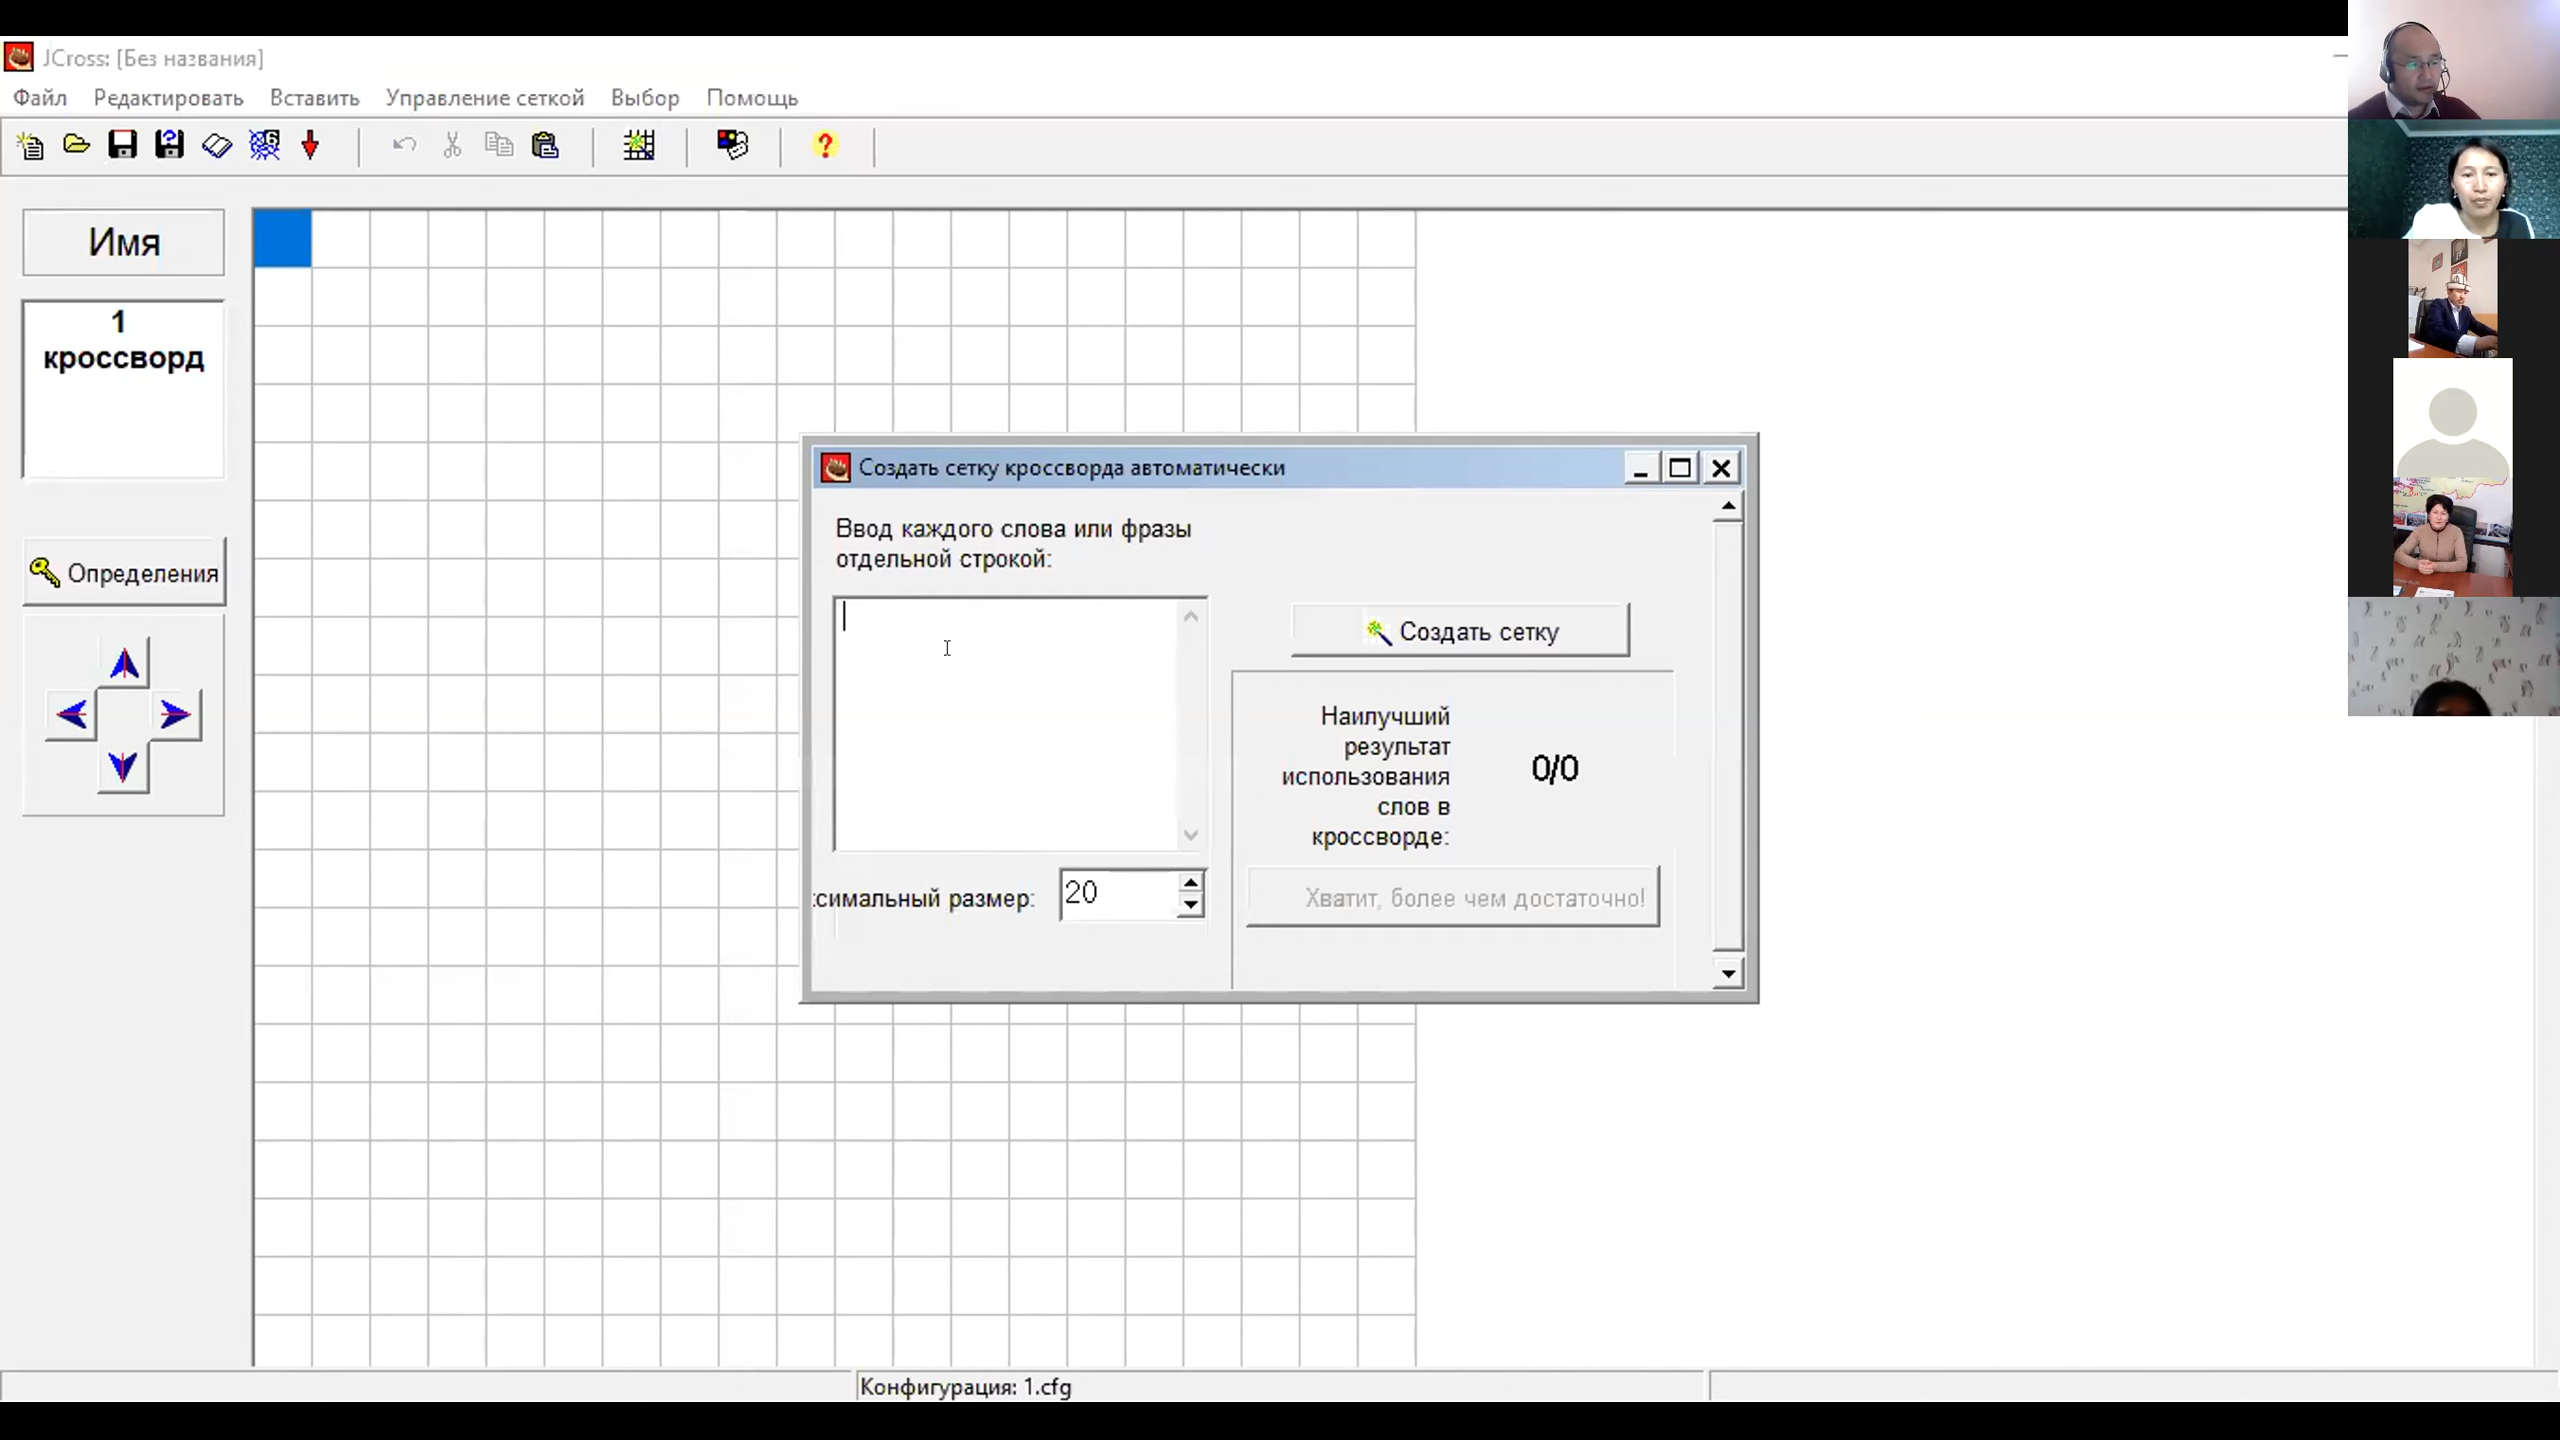 JCross: [Без названия]
Файл Редактировать Вставить Управление сеткой Выбор Помощь
Имя
1
кроссворд
Определения
Создать сетку кроссворда автоматически
Ввод каждого слова или фразы
отдельной строкой:
Создать сетку
Наилучший
результат
использования
слов в
кроссворде:
0/0
симальный размер:
20
Хватит, более чем достаточно!
Конфигурация: 1.cfg